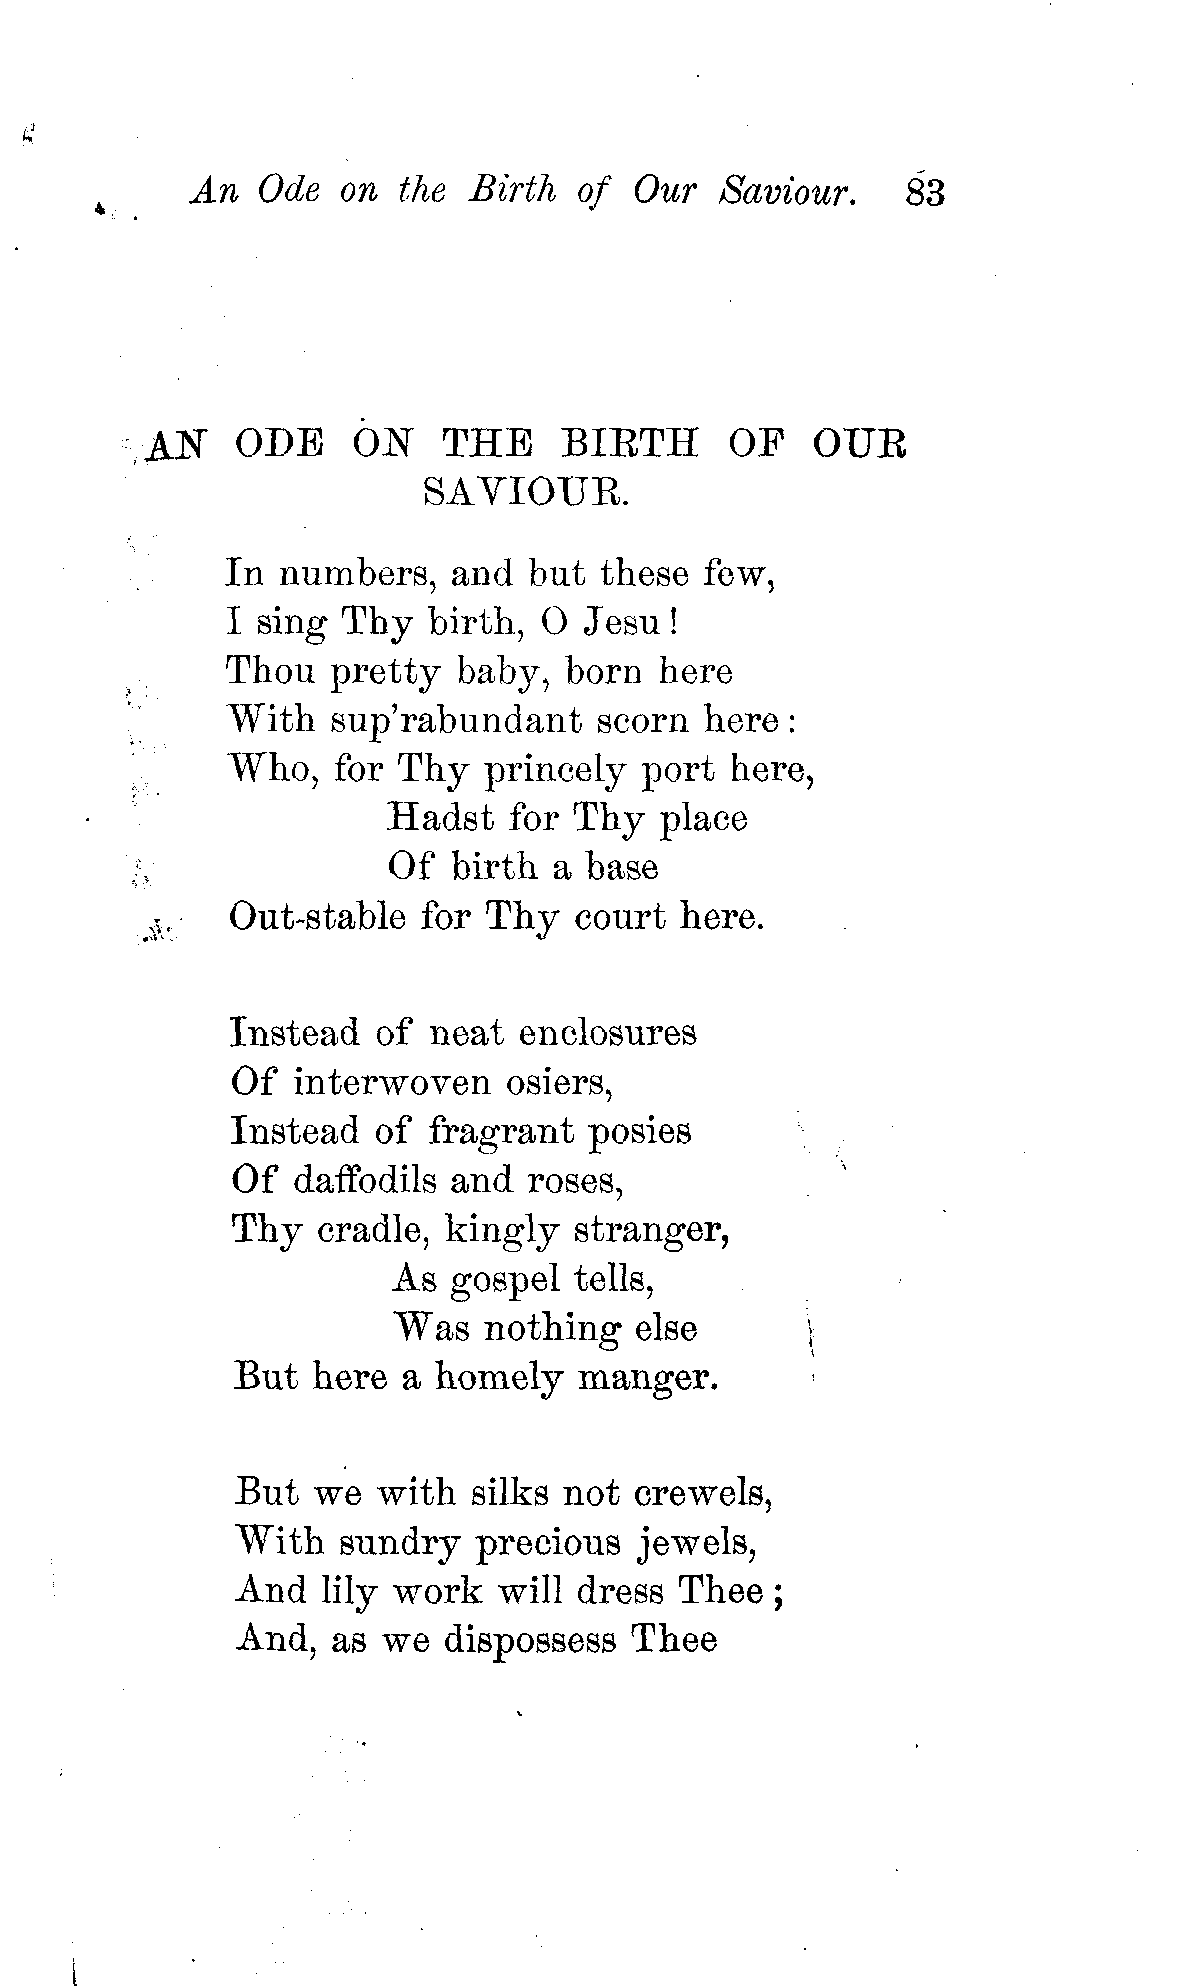 An Ode on the Birth of Our Saviour. 83
AN ODE ON THE BIRTH OF OUR
SAVIOUR.
In numbers, and but these few,
I sing Thy birth, O Jesu!
Thou pretty baby, born here
With sup'rabundant scorn here:
Who, for Thy princely port here,
Hadst for Thy place
Of birth a base
Out-stable for Thy court here.
Instead of neat enclosures
Of interwoven osiers,
Instead of fragrant posies
Of daffodils and roses,
Thy cradle, kingly stranger,
As gospel tells,
Was nothing else
But here a homely manger.
But we with silks not crewels,
With sundry precious jewels,
And lily work will dress Thee;
And, as we dispossess Thee